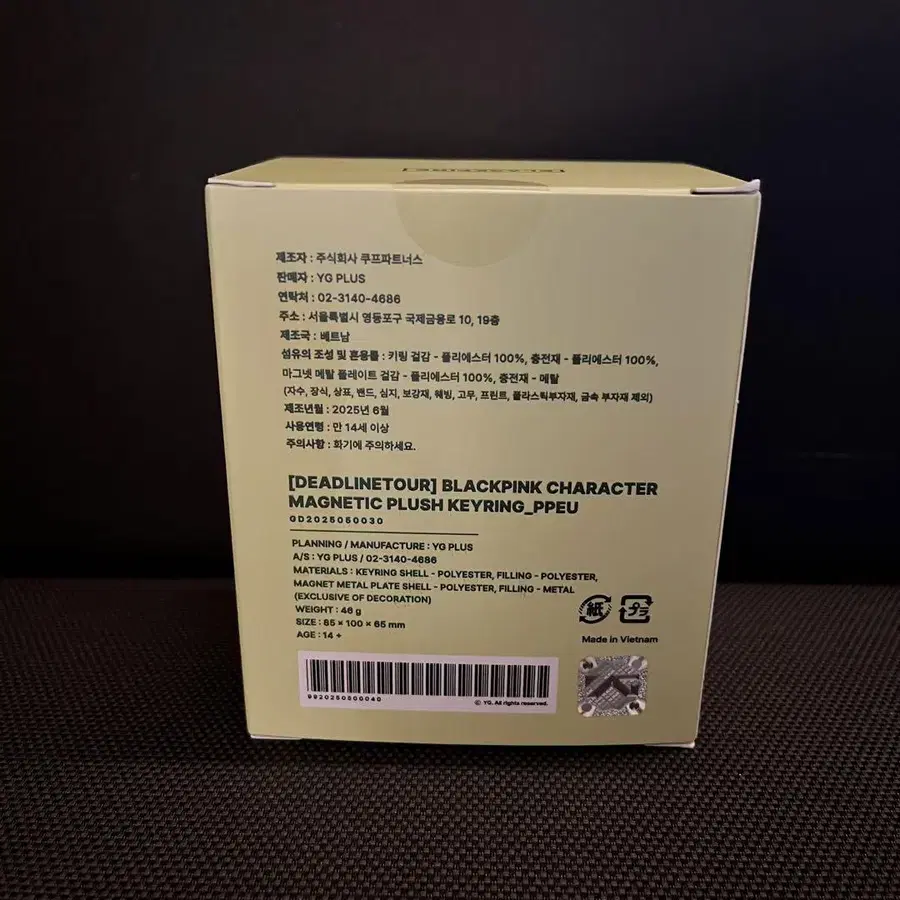 [BLACKPINK]
제조자 : 주식회사 쿠프파트너스
판매자 : YG PLUS
연락처 : 02-3140-4686
주소 : 서울특별시 영등포구 국제금융로 10, 19층
제조국 : 베트남
섬유의 조성 및 혼용률 : 키링 겉감 - 폴리에스터 100%, 충전재 - 폴리에스터 100%,
마그넷 메탈 플레이트 겉감 - 폴리에스터 100%, 충전재 - 메탈
(자수, 장식, 상표, 밴드, 심지, 보강재, 웨빙, 고무, 프린트, 플라스틱부자재, 금속 부자재 제외)
제조년월 : 2025년 6월
사용연령 : 만 14세 이상
주의사항 : 화기에 주의하세요.
[DEADLINETOUR] BLACKPINK CHARACTER
MAGNETIC PLUSH KEYRING_PPEU
GD2025050030
PLANNING / MANUFACTURE : YG PLUS
A/S : YG PLUS / 02-3140-4686
MATERIALS : KEYRING SHELL - POLYESTER, FILLING - POLYESTER,
MAGNET METAL PLATE SHELL - POLYESTER, FILLING - METAL
(EXCLUSIVE OF DECORATION)
WEIGHT : 46 g
SIZE : 85 × 100 × 65 mm
AGE : 14 +
紙 プラ
Made in Vietnam
9920250500040
© YG. All rights reserved.
YG